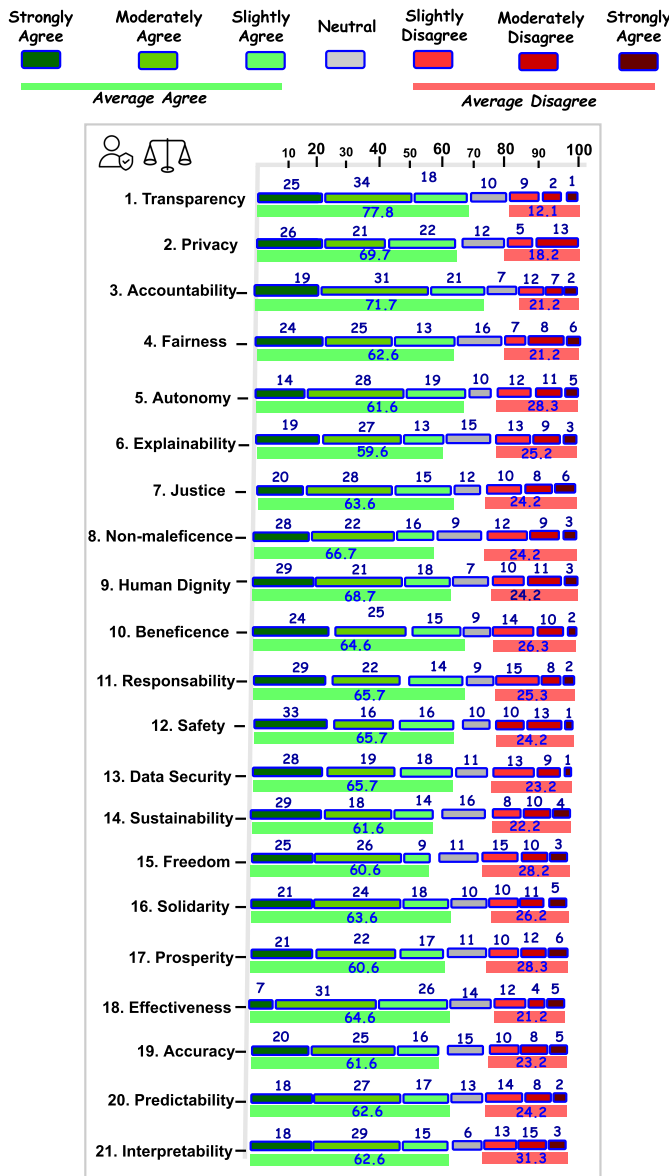 Strongly Agree
Moderately Agree
Slightly Agree
Neutral
Slightly Disagree
Moderately Disagree
Strongly Agree
Average Agree
Average Disagree
10 20 30 40 50 60 70 80 90 100
25 34 18 10 9 2 1
1. Transparency
77.8 12.1
26 21 22 12 5 13
2. Privacy
69.7 18.2
19 31 21 7 12 7 2
3. Accountability
71.7 21.2
24 25 13 16 7 8 6
4. Fairness
62.6 21.2
14 28 19 10 12 11 5
5. Autonomy
61.6 28.3
19 27 13 15 13 9 3
6. Explainability
59.6 25.2
20 28 15 12 10 8 6
7. Justice
63.6 24.2
28 22 16 9 12 9 3
8. Non-maleficence
66.7 24.2
29 21 18 7 10 11 3
9. Human Dignity
68.7 24.2
24 25 15 9 14 10 2
10. Beneficence
64.6 26.3
29 22 14 9 15 8 2
11. Responsability
65.7 25.3
33 16 16 10 10 13 1
12. Safety
65.7 24.2
28 19 18 11 13 9 1
13. Data Security
65.7 23.2
29 18 14 16 8 10 4
14. Sustainability
61.6 22.2
25 26 9 11 15 10 3
15. Freedom
60.6 28.2
21 24 18 10 10 11 5
16. Solidarity
63.6 26.2
21 22 17 11 10 12 6
17. Prosperity
60.6 28.3
7 31 26 14 12 4 5
18. Effectiveness
64.6 21.2
20 25 16 15 10 8 5
19. Accuracy
61.6 23.2
18 27 17 13 14 8 2
20. Predictability
62.6 24.2
18 29 15 6 13 15 3
21. Interpretability
62.6 31.3